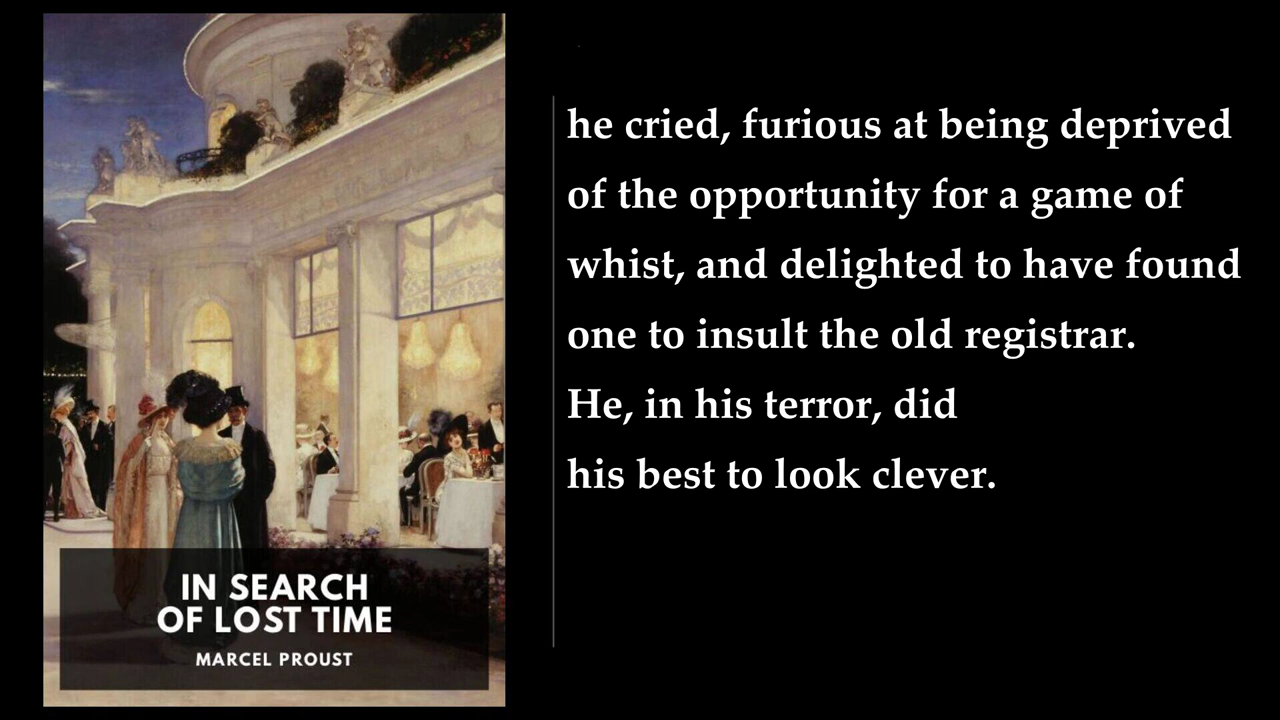 IN SEARCH
OF LOST TIME
MARCEL PROUST
he cried, furious at being deprived
of the opportunity for a game of
whist, and delighted to have found
one to insult the old registrar.
He, in his terror, did
his best to look clever.